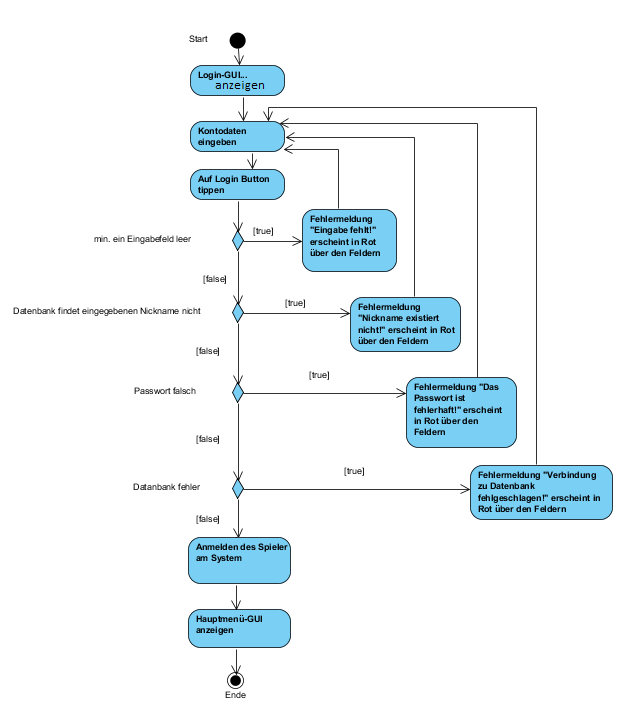 Start
Login-GUI...
anzeigen
Kontodaten
eingeben
Auf Login Button
tippen
min. ein Eingabefeld leer
[true]
Fehlermeldung
"Eingabe fehlt!"
erscheint in Rot
über den Feldern
[false]
Datenbank findet eingegebenen Nickname nicht
[true]
Fehlermeldung
"Nickname existiert
nicht!" erscheint in Rot
über den Feldern
[false]
Passwort falsch
[true]
Fehlermeldung "Das
Passwort ist
fehlerhaft!" erscheint
in Rot über den
Feldern
[false]
Datanbank fehler
[true]
Fehlermeldung "Verbindung
zu Datenbank
fehlgeschlagen!" erscheint in
Rot über den Feldern
[false]
Anmelden des Spieler
am System
Hauptmenü-GUI
anzeigen
Ende